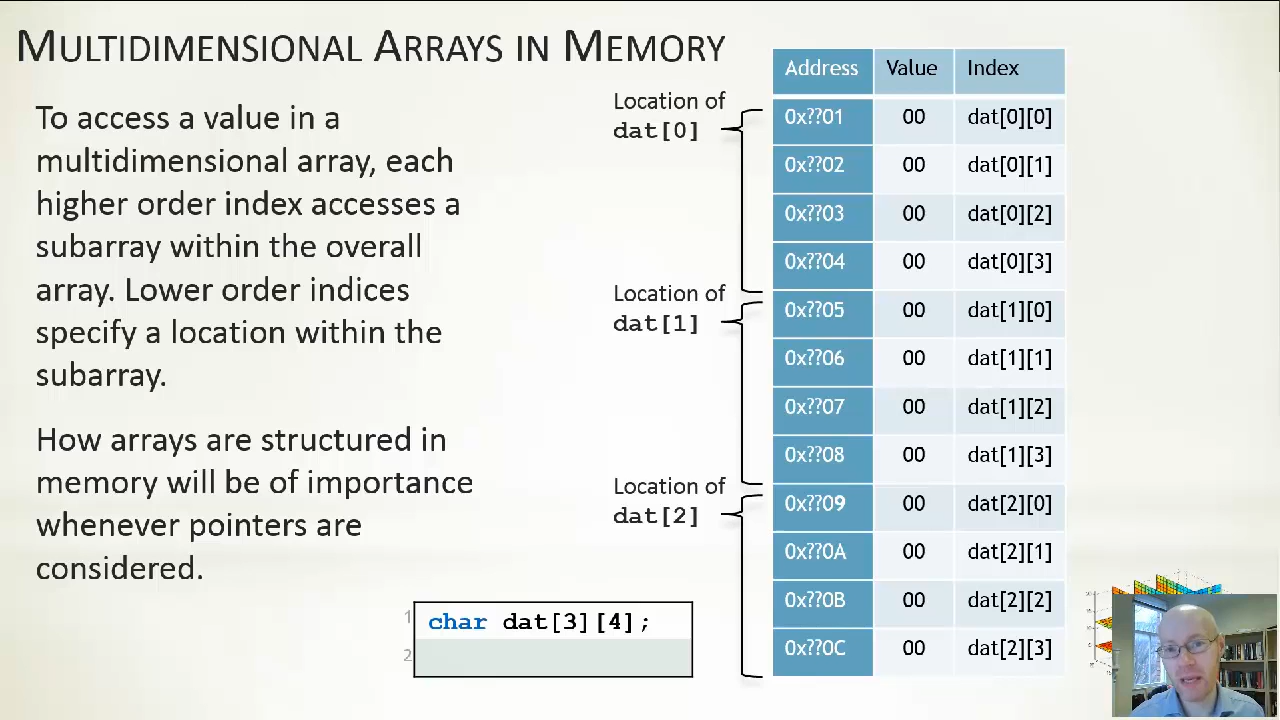 MULTIDIMENSIONAL ARRAYS IN MEMORY
To access a value in a
multidimensional array, each
higher order index accesses a
subarray within the overall
array. Lower order indices
specify a location within the
subarray.
How arrays are structured in
memory will be of importance
whenever pointers are
considered.
1 char dat[3][4];
2
Location of
dat[0]
Location of
dat[1]
Location of
dat[2]
Address Value Index
0x??01 00 dat[0][0]
0x??02 00 dat[0][1]
0x??03 00 dat[0][2]
0x??04 00 dat[0][3]
0x??05 00 dat[1][0]
0x??06 00 dat[1][1]
0x??07 00 dat[1][2]
0x??08 00 dat[1][3]
0x??09 00 dat[2][0]
0x??0A 00 dat[2][1]
0x??0B 00 dat[2][2]
0x??0C 00 dat[2][3]